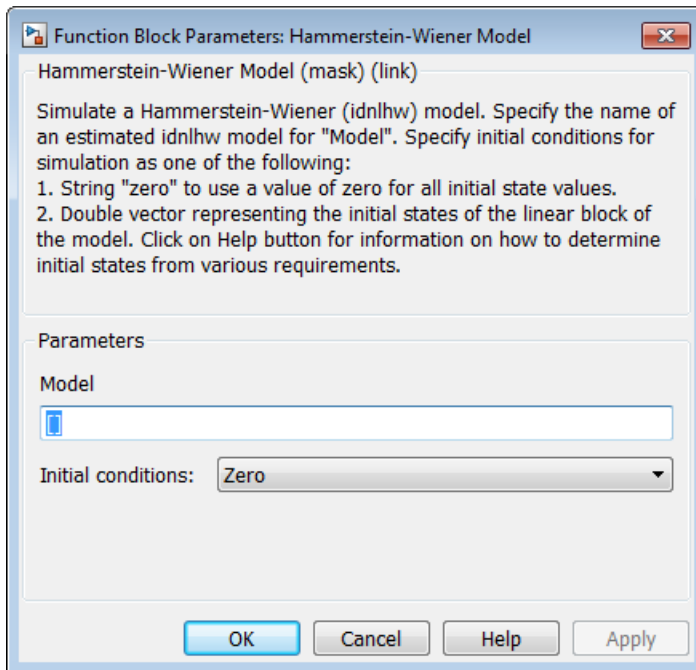 Function Block Parameters: Hammerstein-Wiener Model
Hammerstein-Wiener Model (mask) (link)
Simulate a Hammerstein-Wiener (idnlhw) model. Specify the name of
an estimated idnlhw model for "Model". Specify initial conditions for
simulation as one of the following:
1. String "zero" to use a value of zero for all initial state values.
2. Double vector representing the initial states of the linear block of
the model. Click on Help button for information on how to determine
initial states from various requirements.
Parameters
Model
[]
Initial conditions: Zero
OK Cancel Help Apply